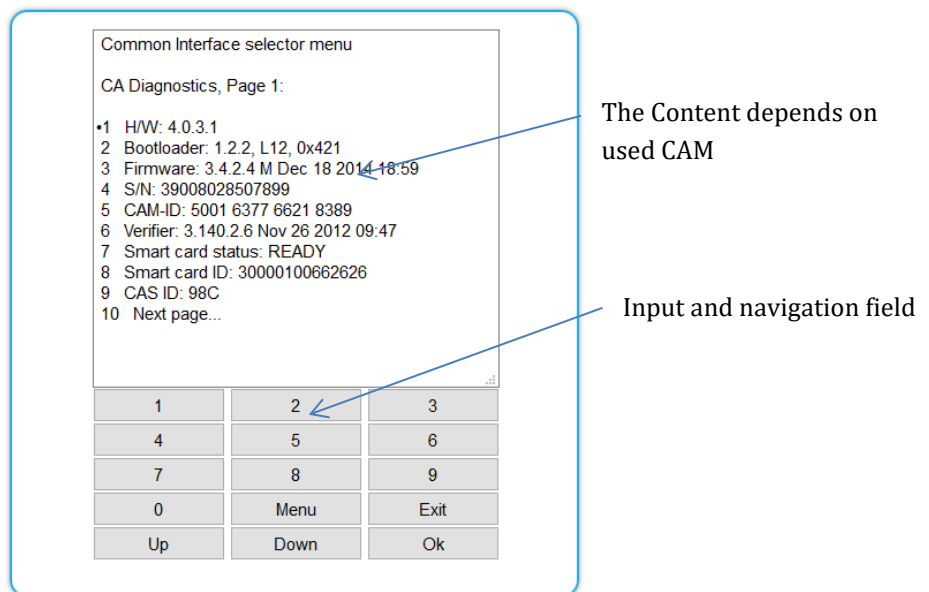 Common Interface selector menu
CA Diagnostics, Page 1:
•1 H/W: 4.0.3.1
2 Bootloader: 1.2.2, L12, 0x421
3 Firmware: 3.4.2.4 M Dec 18 2014 18:59
4 S/N: 39008028507899
5 CAM-ID: 5001 6377 6621 8389
6 Verifier: 3.140.2.6 Nov 26 2012 09:47
7 Smart card status: READY
8 Smart card ID: 30000100662626
9 CAS ID: 98C
10 Next page...
The Content depends on
used CAM
Input and navigation field
1 2 3
4 5 6
7 8 9
0 Menu Exit
Up Down Ok